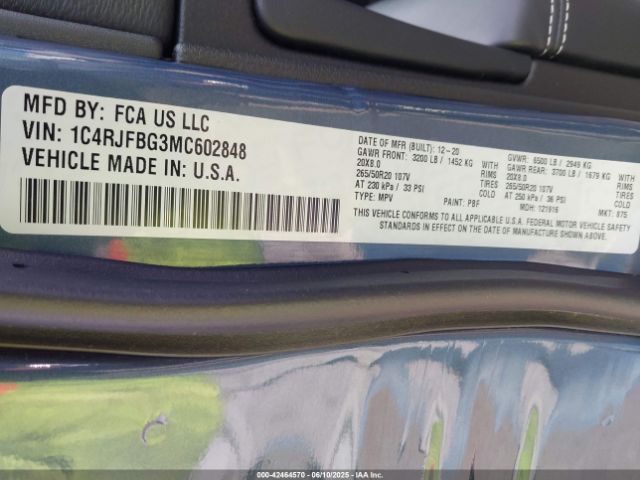 MFD BY: FCA US LLC
VIN: 1C4RJFBG3MC602848
VEHICLE MADE IN: U.S.A.
DATE OF MFR (BUILT): 12-20
GAWR FRONT: 3200 LB / 1452 KG WITH
20X8.0 RIMS
265/50R20 107V TIRES
AT 230 kPa / 33 PSI COLD
TYPE: MPV PAINT: PBF
GVWR: 6500 LB / 2949 KG
GAWR REAR: 3700 LB / 1679 KG WITH
20X8.0 RIMS
265/50R20 107V TIRES
AT 250 kPa / 36 PSI COLD
MDH: 121916 MKT: 875
THIS VEHICLE CONFORMS TO ALL APPLICABLE U.S.A. FEDERAL MOTOR VEHICLE SAFETY
STANDARDS IN EFFECT ON THE DATE OF MANUFACTURE SHOWN ABOVE.
000-42464570 - 06/10/2025 - IAAI.COM